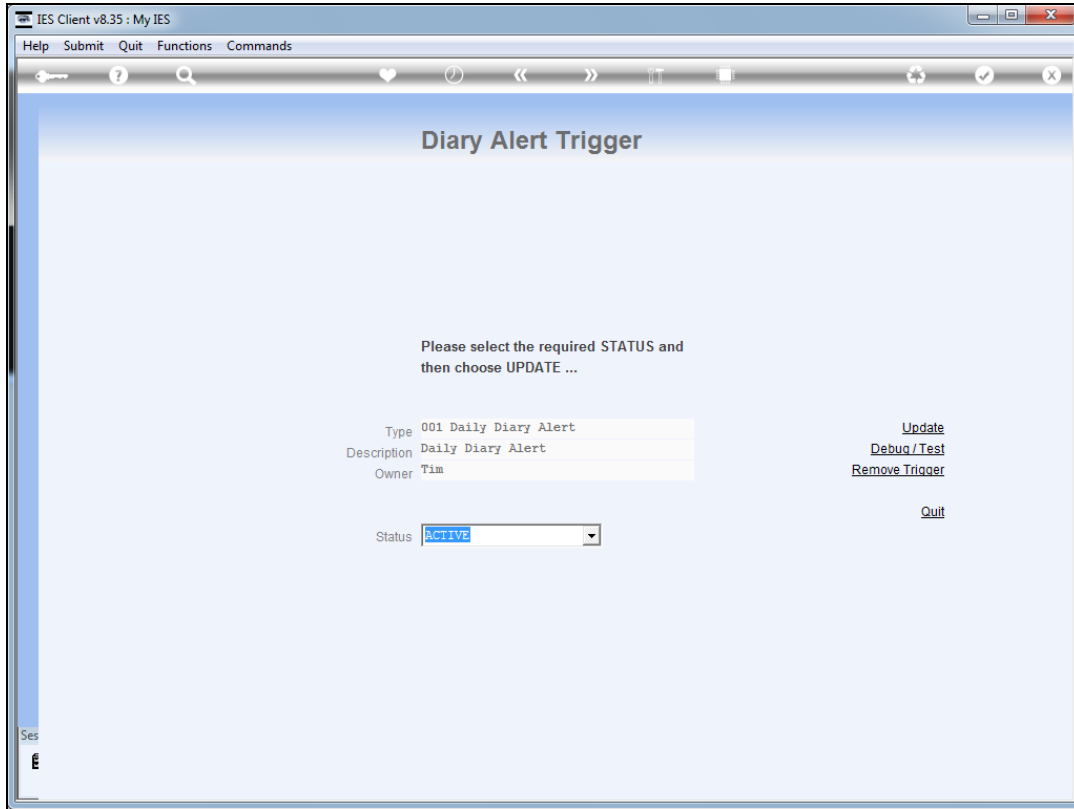 IES Client v8.35 : My IES
Help Submit Quit Functions Commands
Diary Alert Trigger
Please select the required STATUS and
then choose UPDATE ...
Type 001 Daily Diary Alert
Update
Description Daily Diary Alert
Debug / Test
Owner Tim
Remove Trigger
Quit
Status ACTIVE
Ses